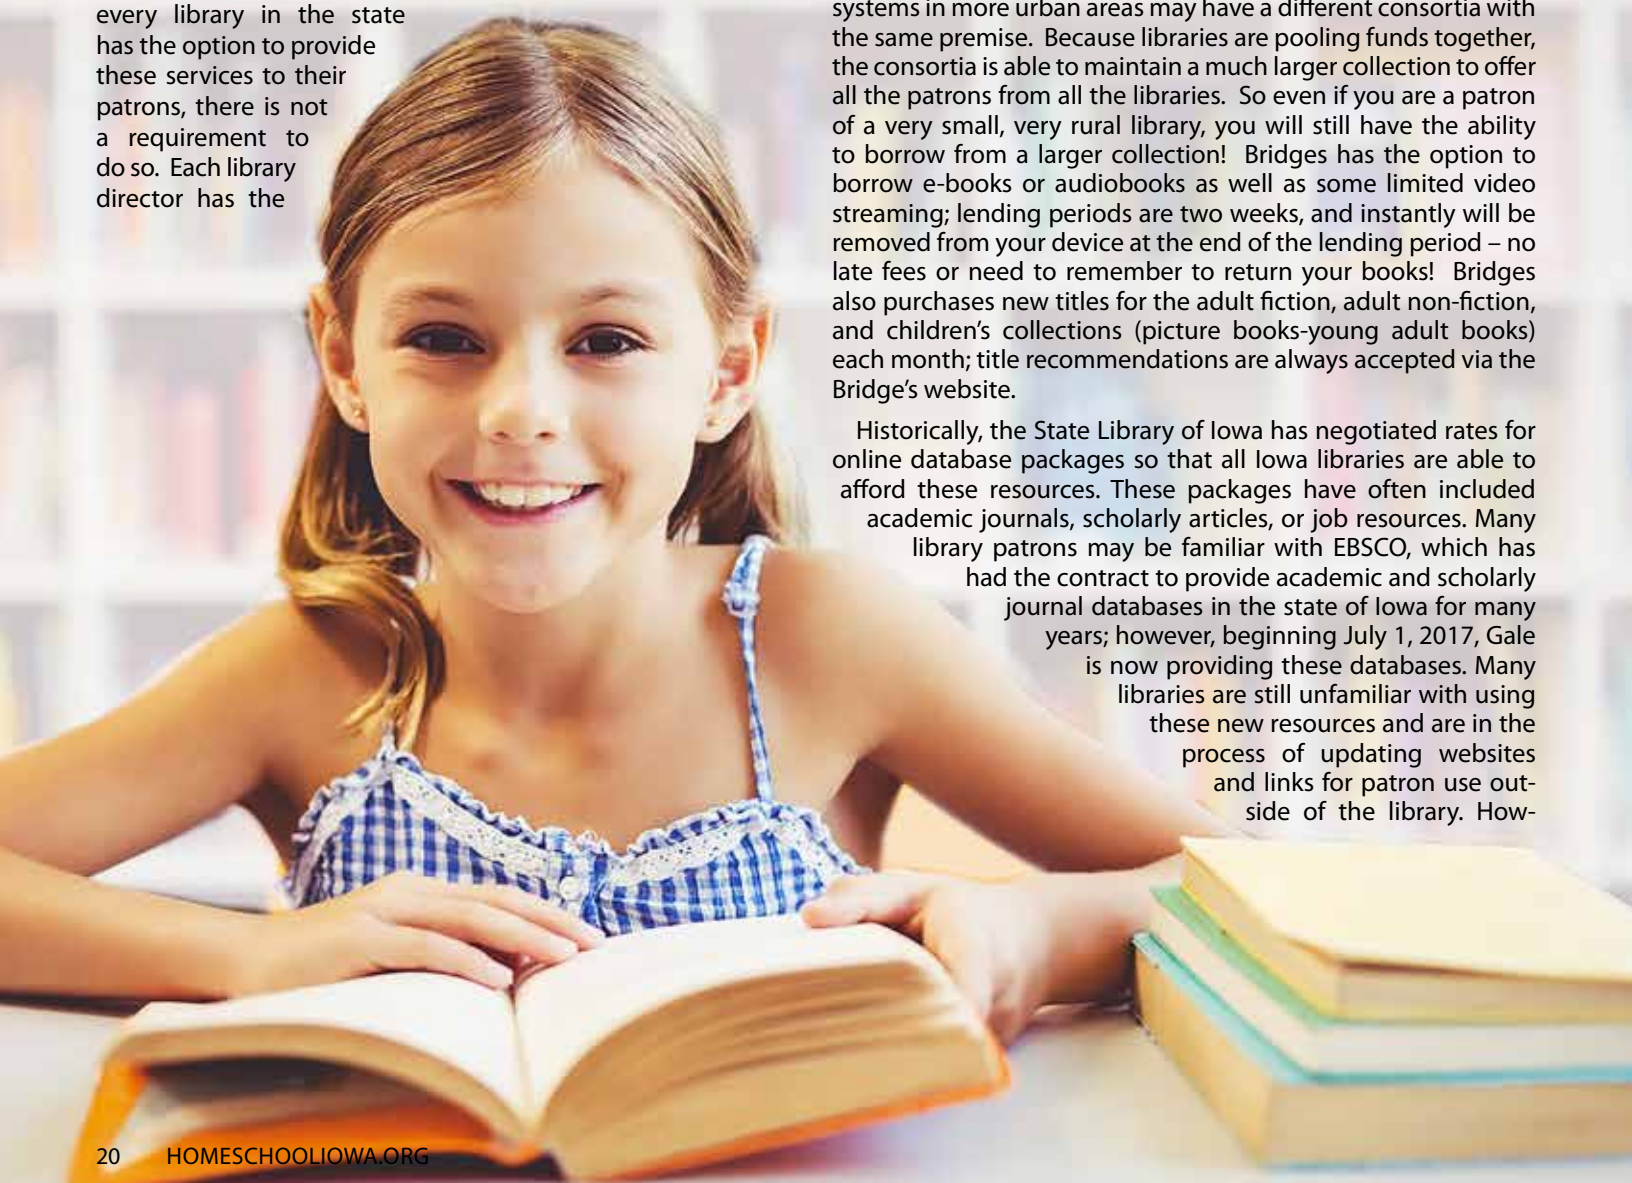 every library in the state
has the option to provide
these services to their
patrons, there is not
a requirement to
do so. Each library
director has the
systems in more urban areas may have a different consortia with
the same premise. Because libraries are pooling funds together,
the consortia is able to maintain a much larger collection to offer
all the patrons from all the libraries. So even if you are a patron
of a very small, very rural library, you will still have the ability
to borrow from a larger collection! Bridges has the option to
borrow e-books or audiobooks as well as some limited video
streaming; lending periods are two weeks, and instantly will be
removed from your device at the end of the lending period – no
late fees or need to remember to return your books! Bridges
also purchases new titles for the adult fiction, adult non-fiction,
and children's collections (picture books-young adult books)
each month; title recommendations are always accepted via the
Bridge's website.
Historically, the State Library of Iowa has negotiated rates for
online database packages so that all Iowa libraries are able to
afford these resources. These packages have often included
academic journals, scholarly articles, or job resources. Many
library patrons may be familiar with EBSCO, which has
had the contract to provide academic and scholarly
journal databases in the state of Iowa for many
years; however, beginning July 1, 2017, Gale
is now providing these databases. Many
libraries are still unfamiliar with using
these new resources and are in the
process of updating websites
and links for patron use out-
side of the library. How-
20 HOMESCHOOLIOWA.ORG